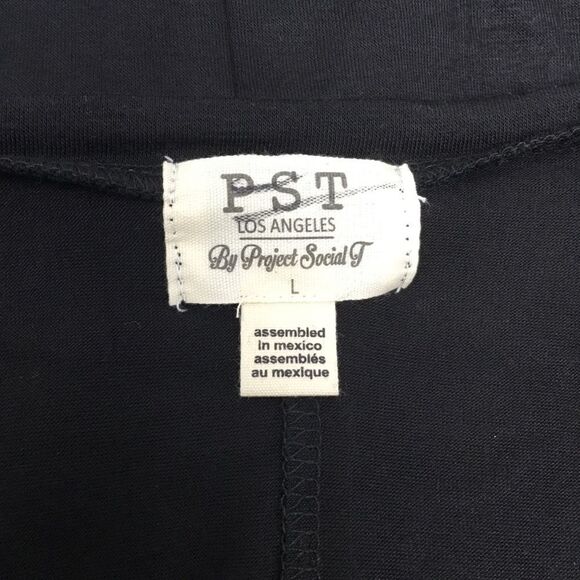 PST
LOS ANGELES
By Project Social T
L
assembled
in mexico
assemblés
au mexique